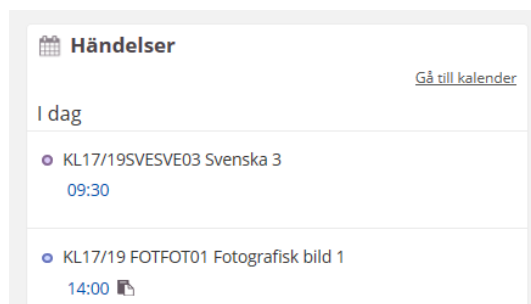 Händelser
Gå till kalender
I dag
KL17/19SVESVE03 Svenska 3
09:30
KL17/19 FOTFOT01 Fotografisk bild 1
14:00